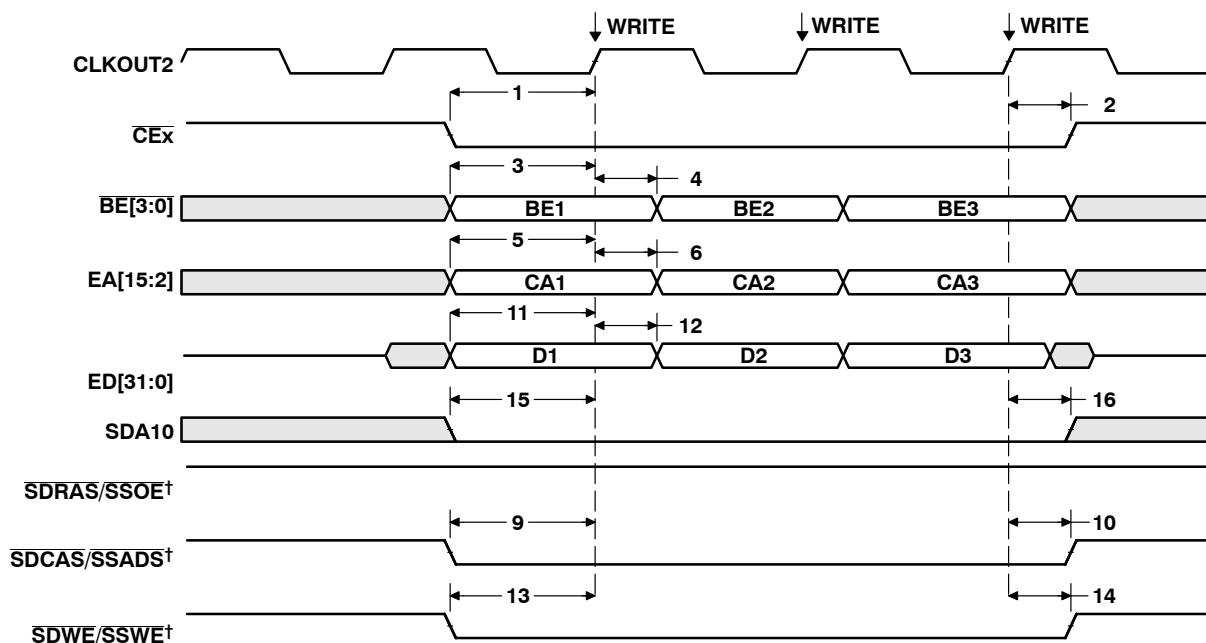 WRITE WRITE WRITE
CLKOUT2
1 2
CEx
3 4
BE[3:0] BE1 BE2 BE3
5 6
EA[15:2] CA1 CA2 CA3
11 12
D1 D2 D3
ED[31:0]
15 16
SDA10
SDRAS/SSOE†
9 10
SDCAS/SSADS†
13 14
SDWE/SSWE†